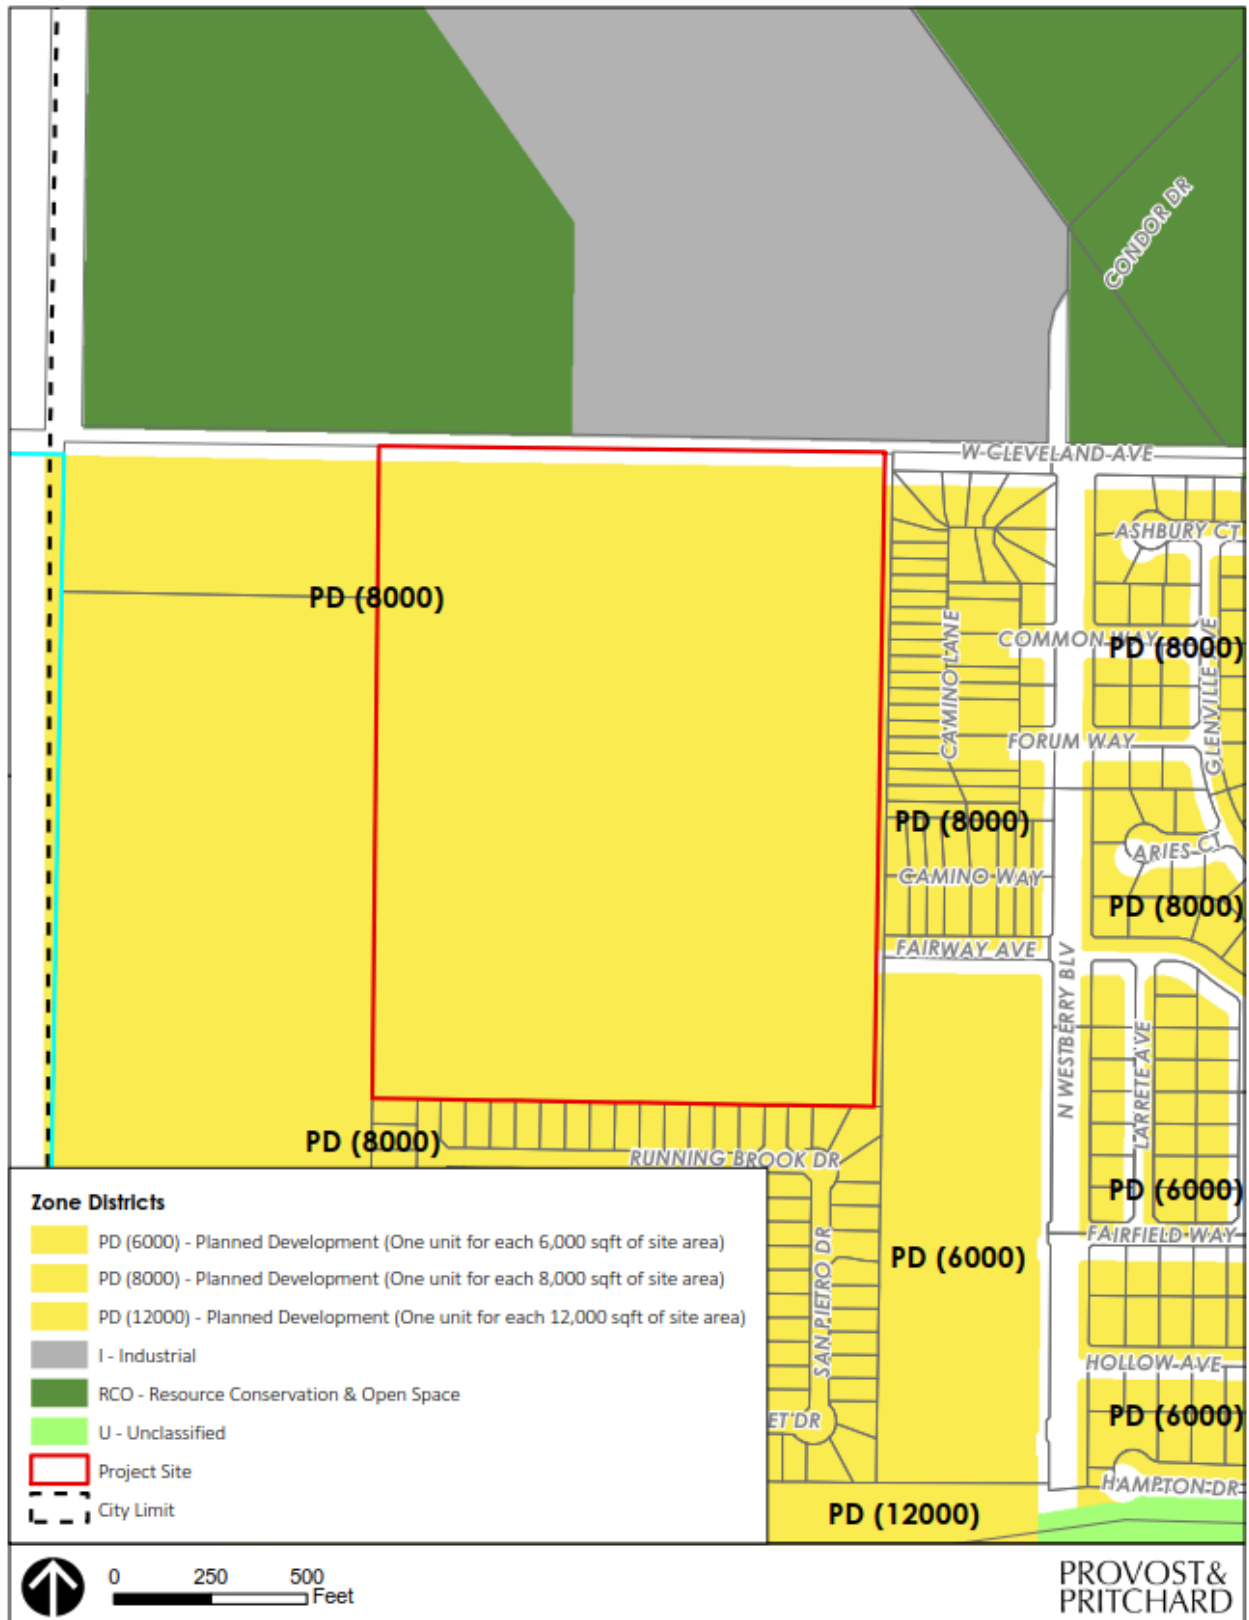 CONDOR DR
W CLEVELAND AVE
ASHBURY CT
PD (8000)
COMMON WAY
PD (8000)
GLENVILLE AVE
CAMINO LANE
FORUM WAY
PD (8000)
ARIES CT
CAMINO WAY
PD (8000)
FAIRWAY AVE
N WESTBERRY BLV
LARRETE AVE
PD (8000)
RUNNING BROOK DR
PD (6000)
FAIRFIELD WAY
PD (6000)
SAN PIETRO DR
HOLLOW AVE
PD (6000)
ET DR
HAMPTON DR
PD (12000)
Zone Districts
PD (6000) - Planned Development (One unit for each 6,000 sqft of site area)
PD (8000) - Planned Development (One unit for each 8,000 sqft of site area)
PD (12000) - Planned Development (One unit for each 12,000 sqft of site area)
I - Industrial
RCO - Resource Conservation & Open Space
U - Unclassified
Project Site
City Limit
0 250 500
Feet
PROVOST&
PRITCHARD